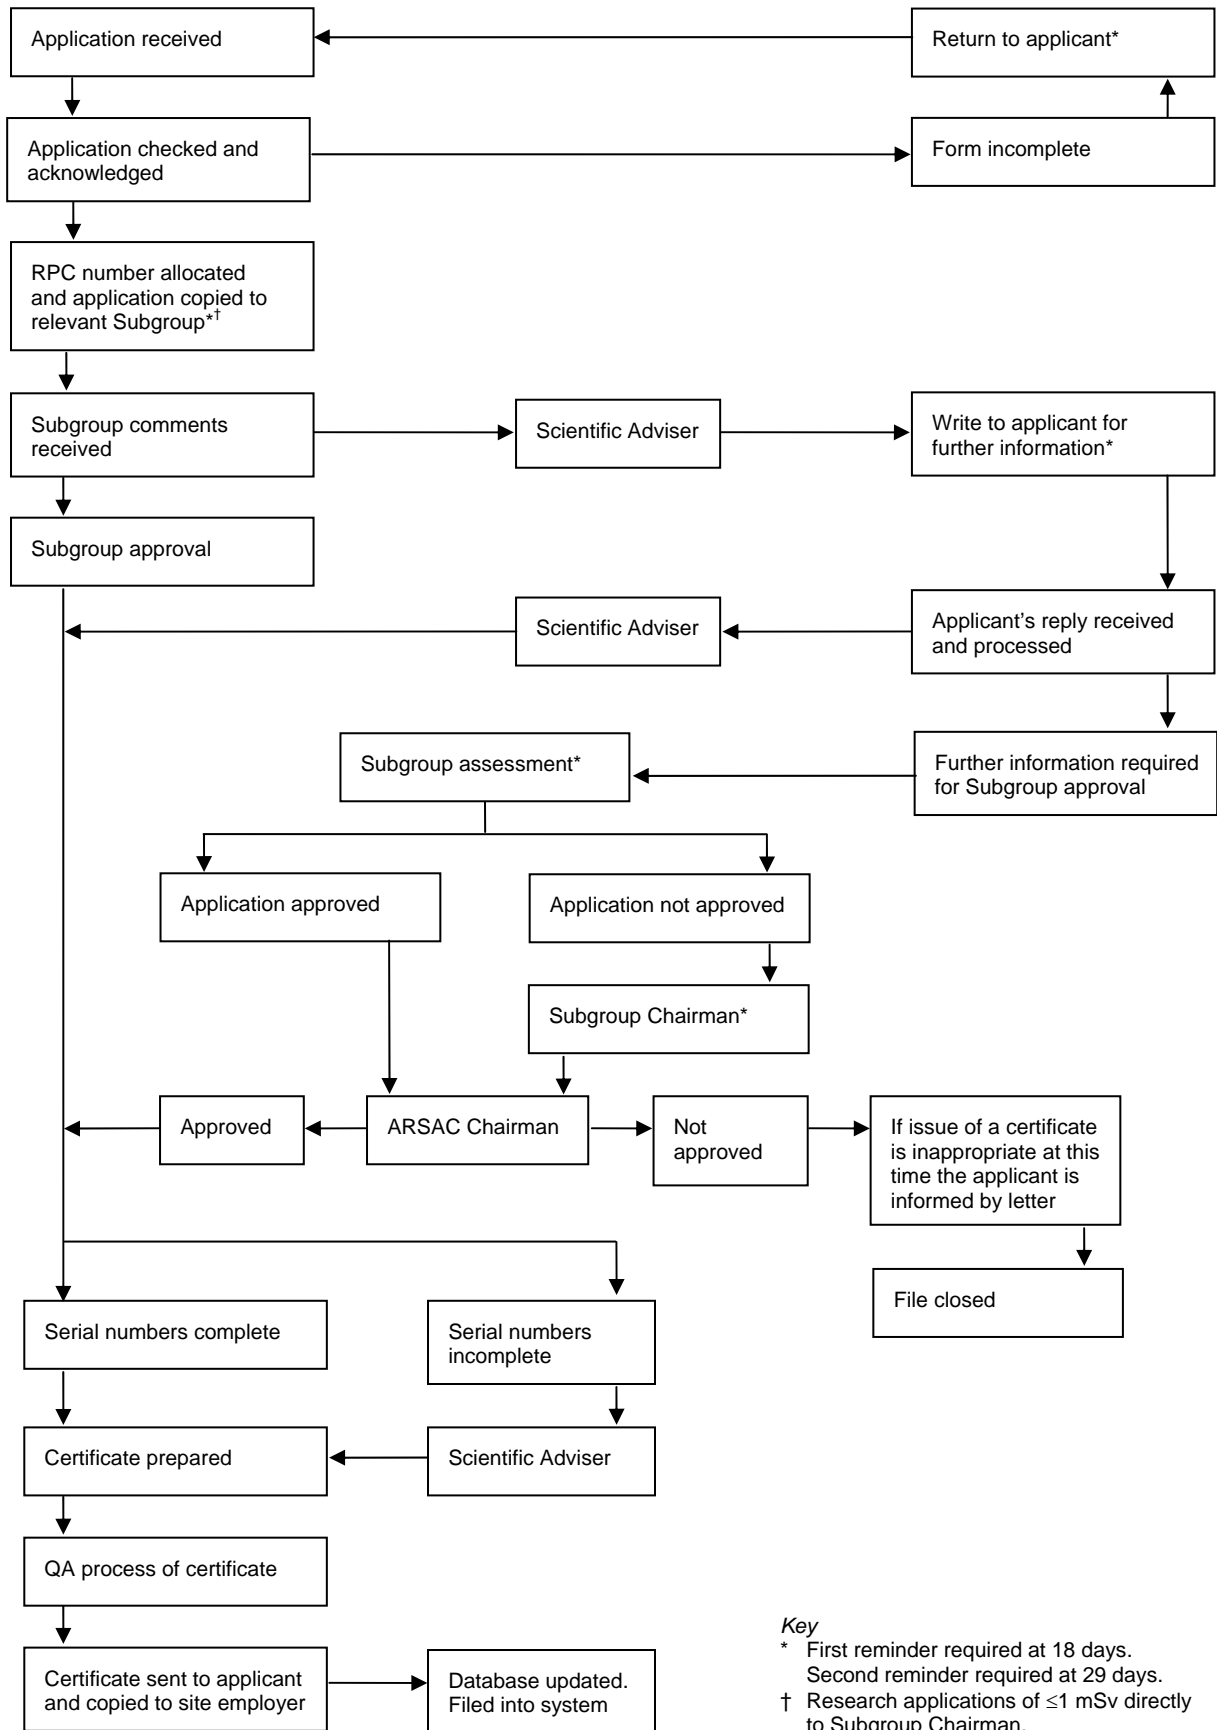 Application received
Return to applicant*
Application checked and
acknowledged
Form incomplete
RPC number allocated
and application copied to
relevant Subgroup*†
Subgroup comments
received
Scientific Adviser
Write to applicant for
further information*
Subgroup approval
Scientific Adviser
Applicant’s reply received
and processed
Subgroup assessment*
Further information required
for Subgroup approval
Application approved
Application not approved
Subgroup Chairman*
Approved
ARSAC Chairman
Not
approved
If issue of a certificate
is inappropriate at this
time the applicant is
informed by letter
File closed
Serial numbers complete
Serial numbers
incomplete
Certificate prepared
Scientific Adviser
QA process of certificate
Certificate sent to applicant
and copied to site employer
Database updated.
Filed into system
Key
* First reminder required at 18 days.
Second reminder required at 29 days.
† Research applications of ≤1 mSv directly
to Subgroup Chairman.